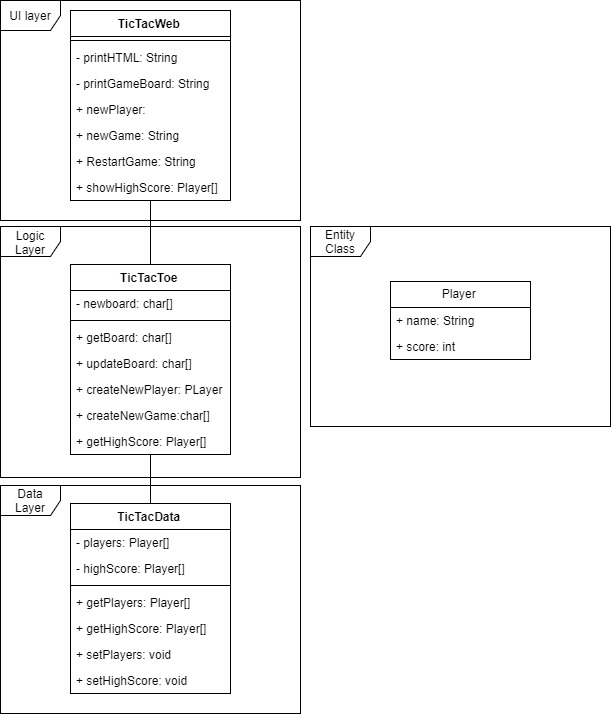 UI layer
TicTacWeb
- printHTML: String
- printGameBoard: String
+ newPlayer:
+ newGame: String
+ RestartGame: String
+ showHighScore: Player[]
Logic
Layer
TicTacToe
- newboard: char[]
+ getBoard: char[]
+ updateBoard: char[]
+ createNewPlayer: PLayer
+ createNewGame:char[]
+ getHighScore: Player[]
Entity
Class
Player
+ name: String
+ score: int
Data
Layer
TicTacData
- players: Player[]
- highScore: Player[]
+ getPlayers: Player[]
+ getHighScore: Player[]
+ setPlayers: void
+ setHighScore: void